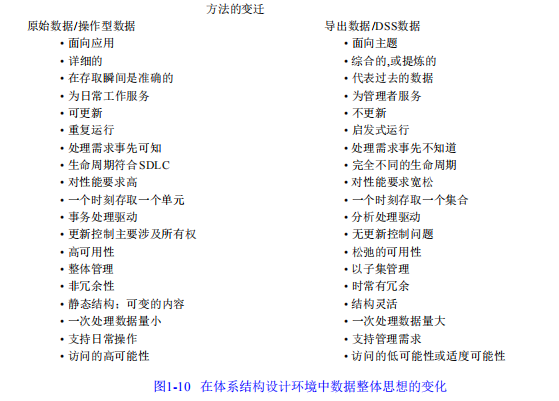 方法的变迁
原始数据/操作型数据
• 面向应用
• 详细的
• 在存取瞬间是准确的
• 为日常工作服务
• 可更新
• 重复运行
• 处理需求事先可知
• 生命周期符合SDLC
• 对性能要求高
• 一个时刻存取一个单元
• 事务处理驱动
• 更新控制主要涉及所有权
• 高可用性
• 整体管理
• 非冗余性
• 静态结构；可变的内容
• 一次处理数据量小
• 支持日常操作
• 访问的高可能性
导出数据/DSS数据
• 面向主题
• 综合的,或提炼的
• 代表过去的数据
• 为管理者服务
• 不更新
• 启发式运行
• 处理需求事先不知道
• 完全不同的生命周期
• 对性能要求宽松
• 一个时刻存取一个集合
• 分析处理驱动
• 无更新控制问题
• 松弛的可用性
• 以子集管理
• 时常有冗余
• 结构灵活
• 一次处理数据量大
• 支持管理需求
• 访问的低可能性或适度可能性
图1-10 在体系结构设计环境中数据整体思想的变化